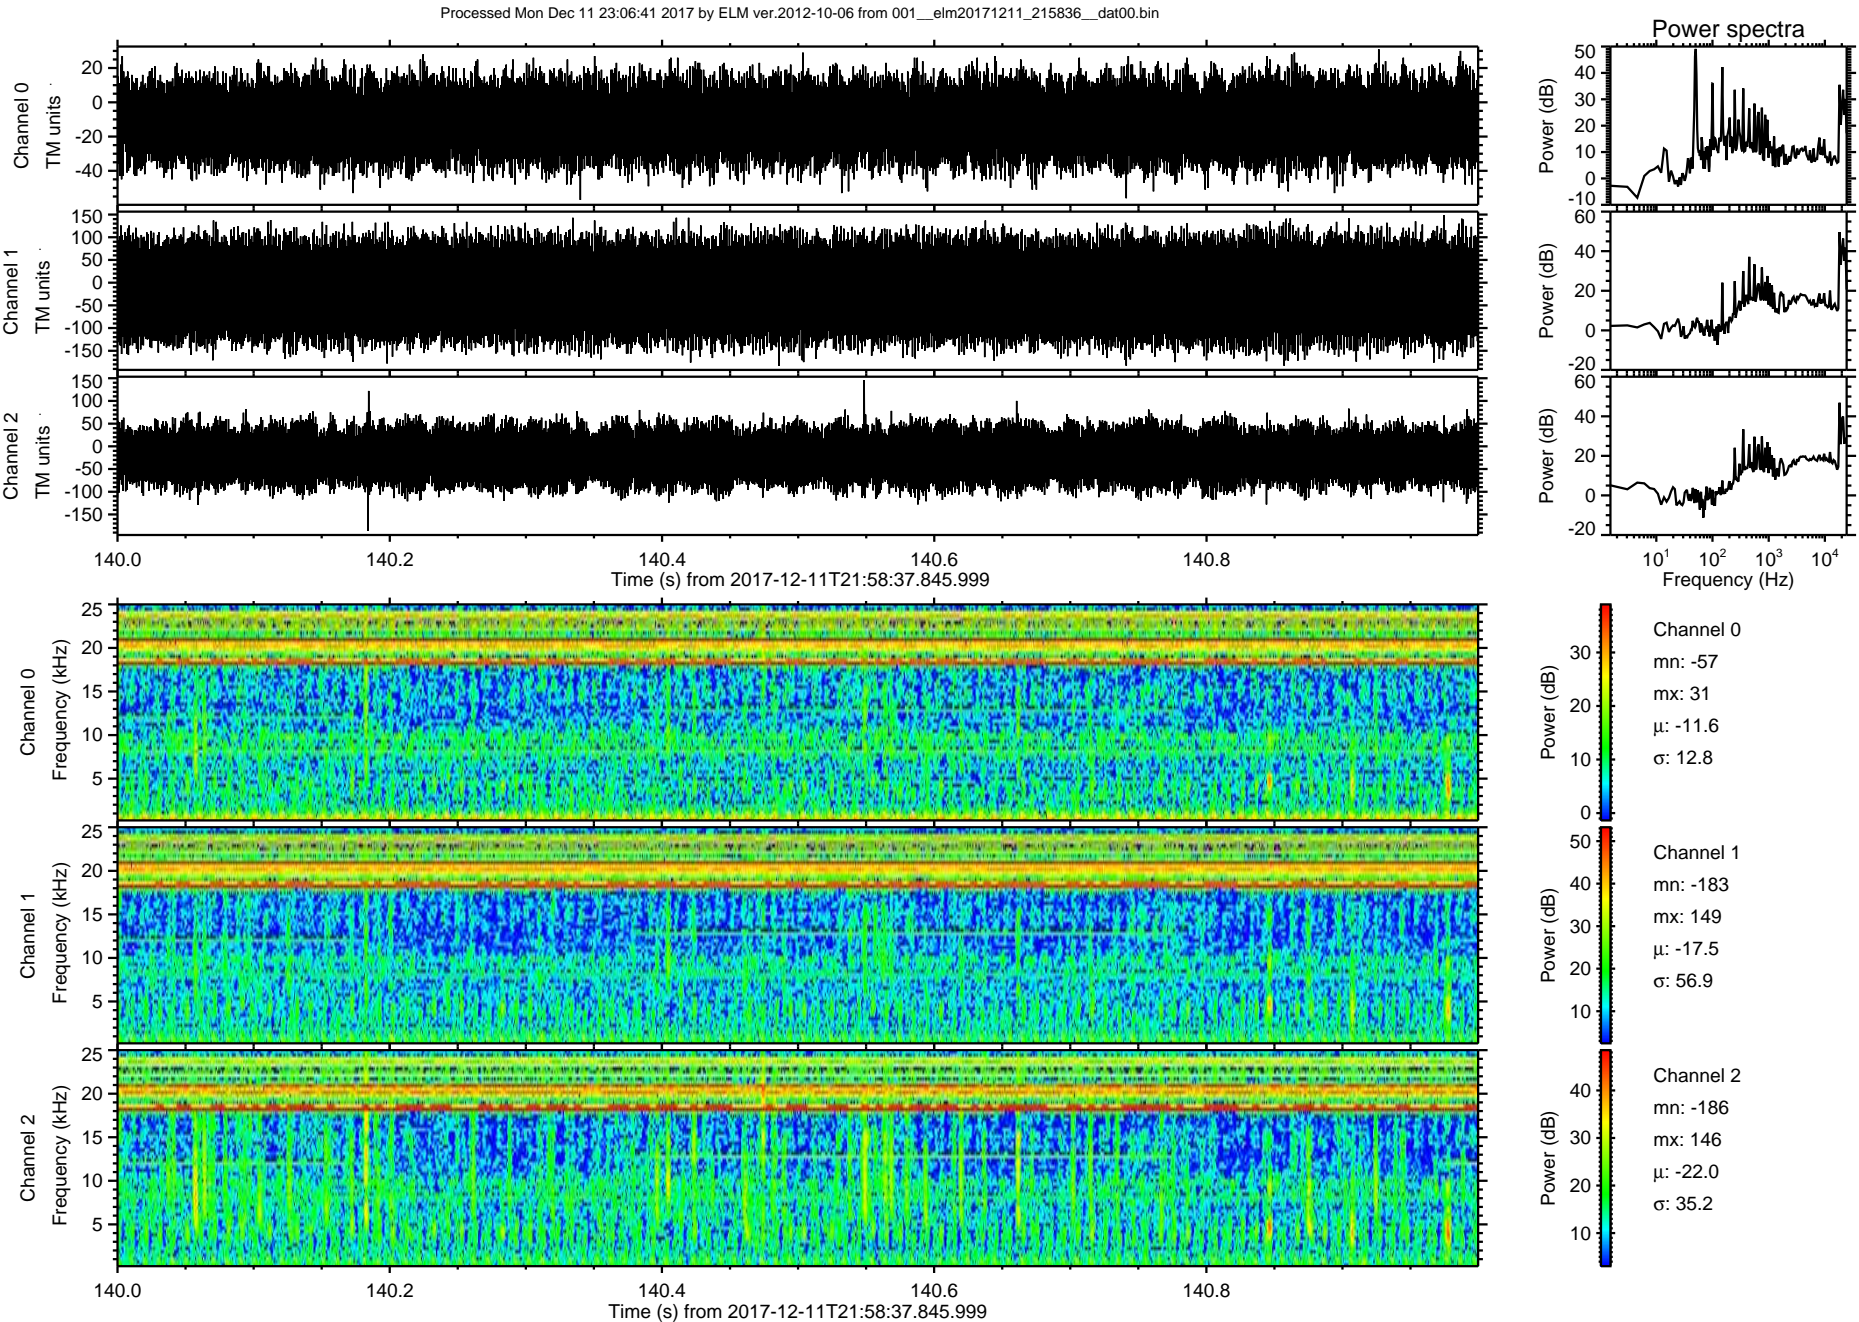 Processed Mon Dec 11 23:06:41 2017 by ELM ver.2012-10-06 from 001__elm20171211_215836__dat00.bin
Power spectra
Channel 0
TM units
20
0
-20
-40
Power (dB)
50
40
30
20
10
0
-10
Channel 1
TM units
150
100
50
0
-50
-100
-150
Power (dB)
60
40
20
0
-20
Channel 2
TM units
150
100
50
0
-50
-100
-150
Power (dB)
60
40
20
0
-20
140.0 140.2 140.4 140.6 140.8
Time (s) from 2017-12-11T21:58:37.845.999
10¹ 10² 10³ 10⁴
Frequency (Hz)
Channel 0
Frequency (kHz)
25
20
15
10
5
Power (dB)
30
20
10
0
Channel 0
mn: -57
mx: 31
µ: -11.6
σ: 12.8
Channel 1
Frequency (kHz)
25
20
15
10
5
Power (dB)
50
40
30
20
10
Channel 1
mn: -183
mx: 149
µ: -17.5
σ: 56.9
Channel 2
Frequency (kHz)
25
20
15
10
5
Power (dB)
40
30
20
10
Channel 2
mn: -186
mx: 146
µ: -22.0
σ: 35.2
140.0 140.2 140.4 140.6 140.8
Time (s) from 2017-12-11T21:58:37.845.999